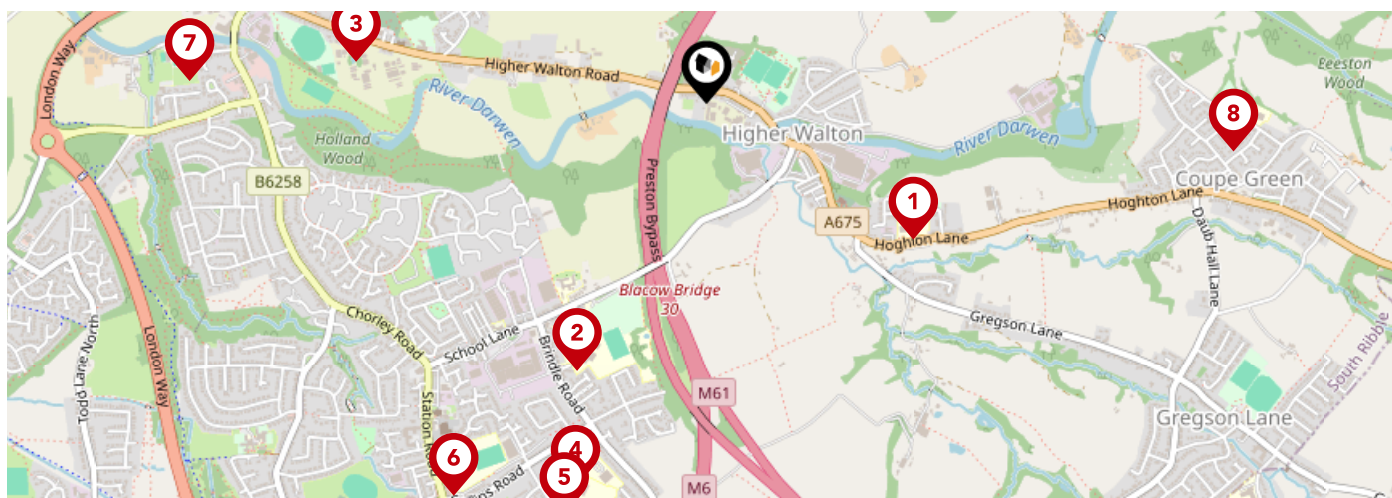 London Way
7
3
Higher Walton Road
River Darwen
Holland
Wood
B6258
Preston Bypass
Higher Walton
River Darwen
Eeeston
Wood
8
Coupe Green
Hoghton Lane
1
A675
Hoghton Lane
Daub Hall Lane
Blacow Bridge
30
Gregson Lane
Chorley Road
School Lane
2
Brindle Road
Todd Lane North
London Way
Station Road
M61
South Ribble
Gregson Lane
6
4
5
M6